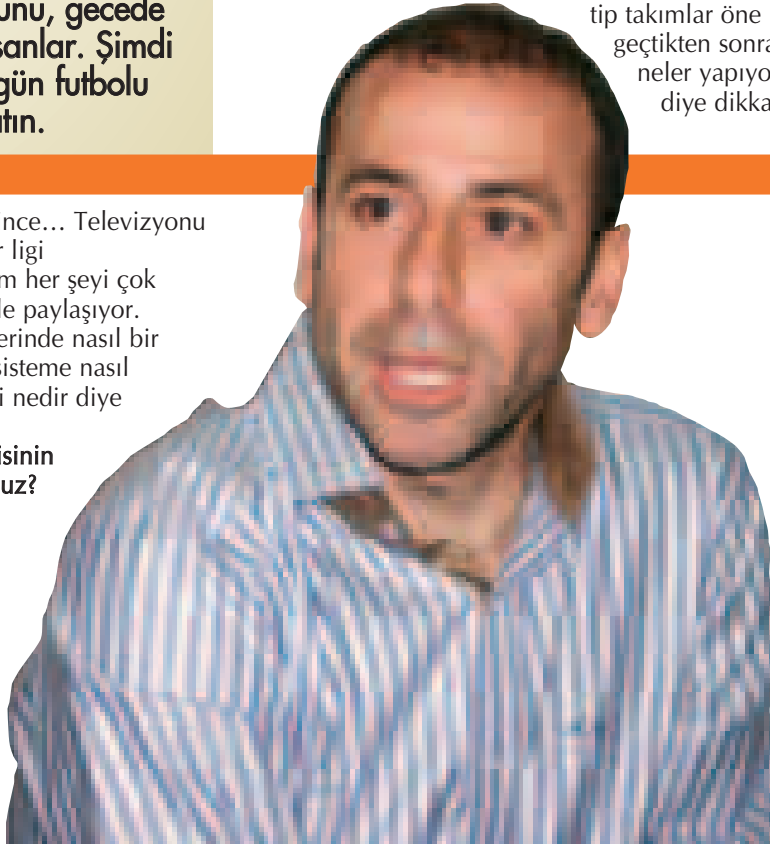 unu, gecede
sanlar. Şimdi
gün futbolu
atın.
ince… Televizyonu
r ligi
m her şeyi çok
le paylaşıyor.
erinde nasıl bir
sisteme nasıl
i nedir diye
isinin
uz?
tip takımlar öne
geçtikten sonra
neler yapıyo
diye dikka